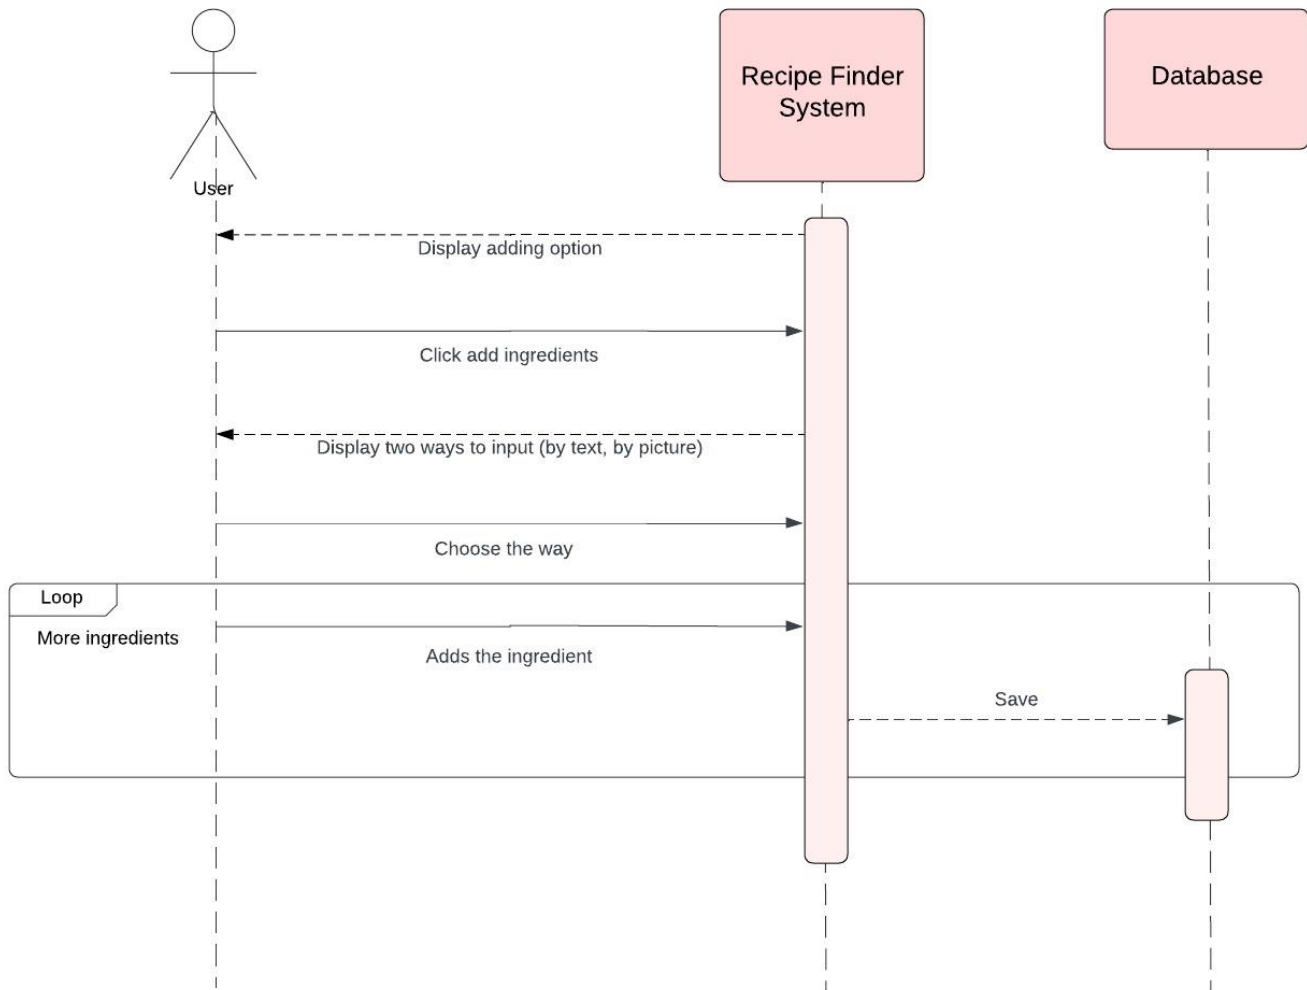 Recipe Finder
System
Database
User
Display adding option
Click add ingredients
Display two ways to input (by text, by picture)
Choose the way
Loop
More ingredients
Adds the ingredient
Save